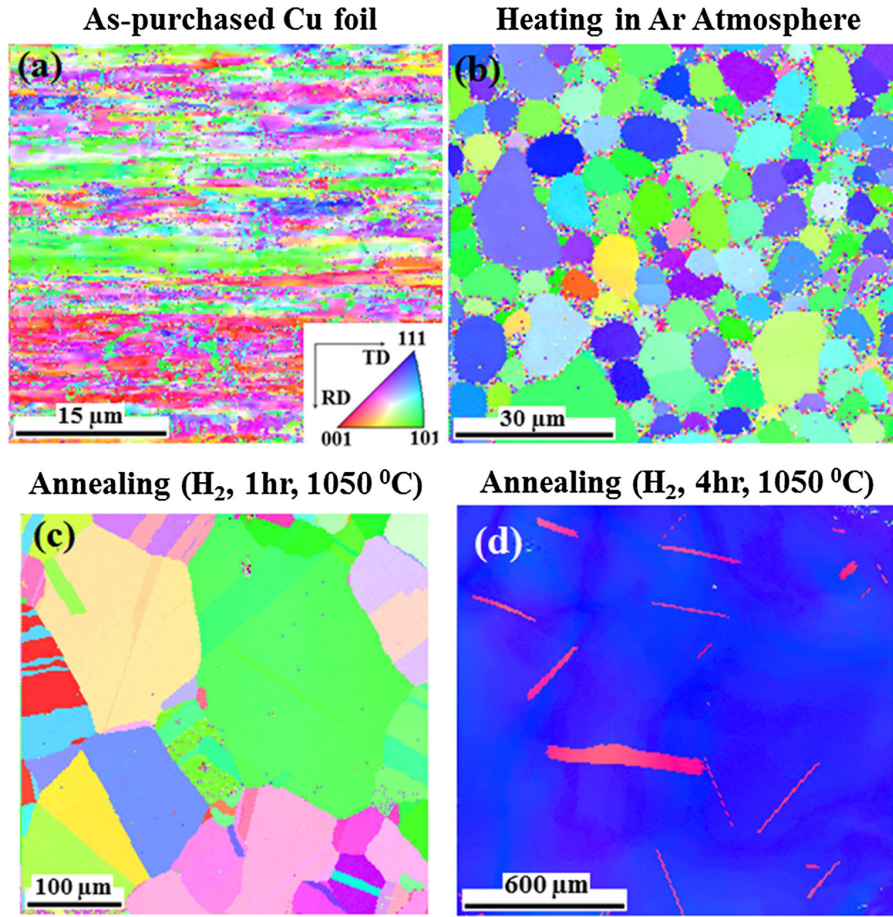 As-purchased Cu foil
Heating in Ar Atmosphere
(a)
(b)
111
TD
RD
001
101
15 μm
30 μm
Annealing (H₂, 1hr, 1050 ⁰C)
Annealing (H₂, 4hr, 1050 ⁰C)
(c)
(d)
100 μm
600 μm